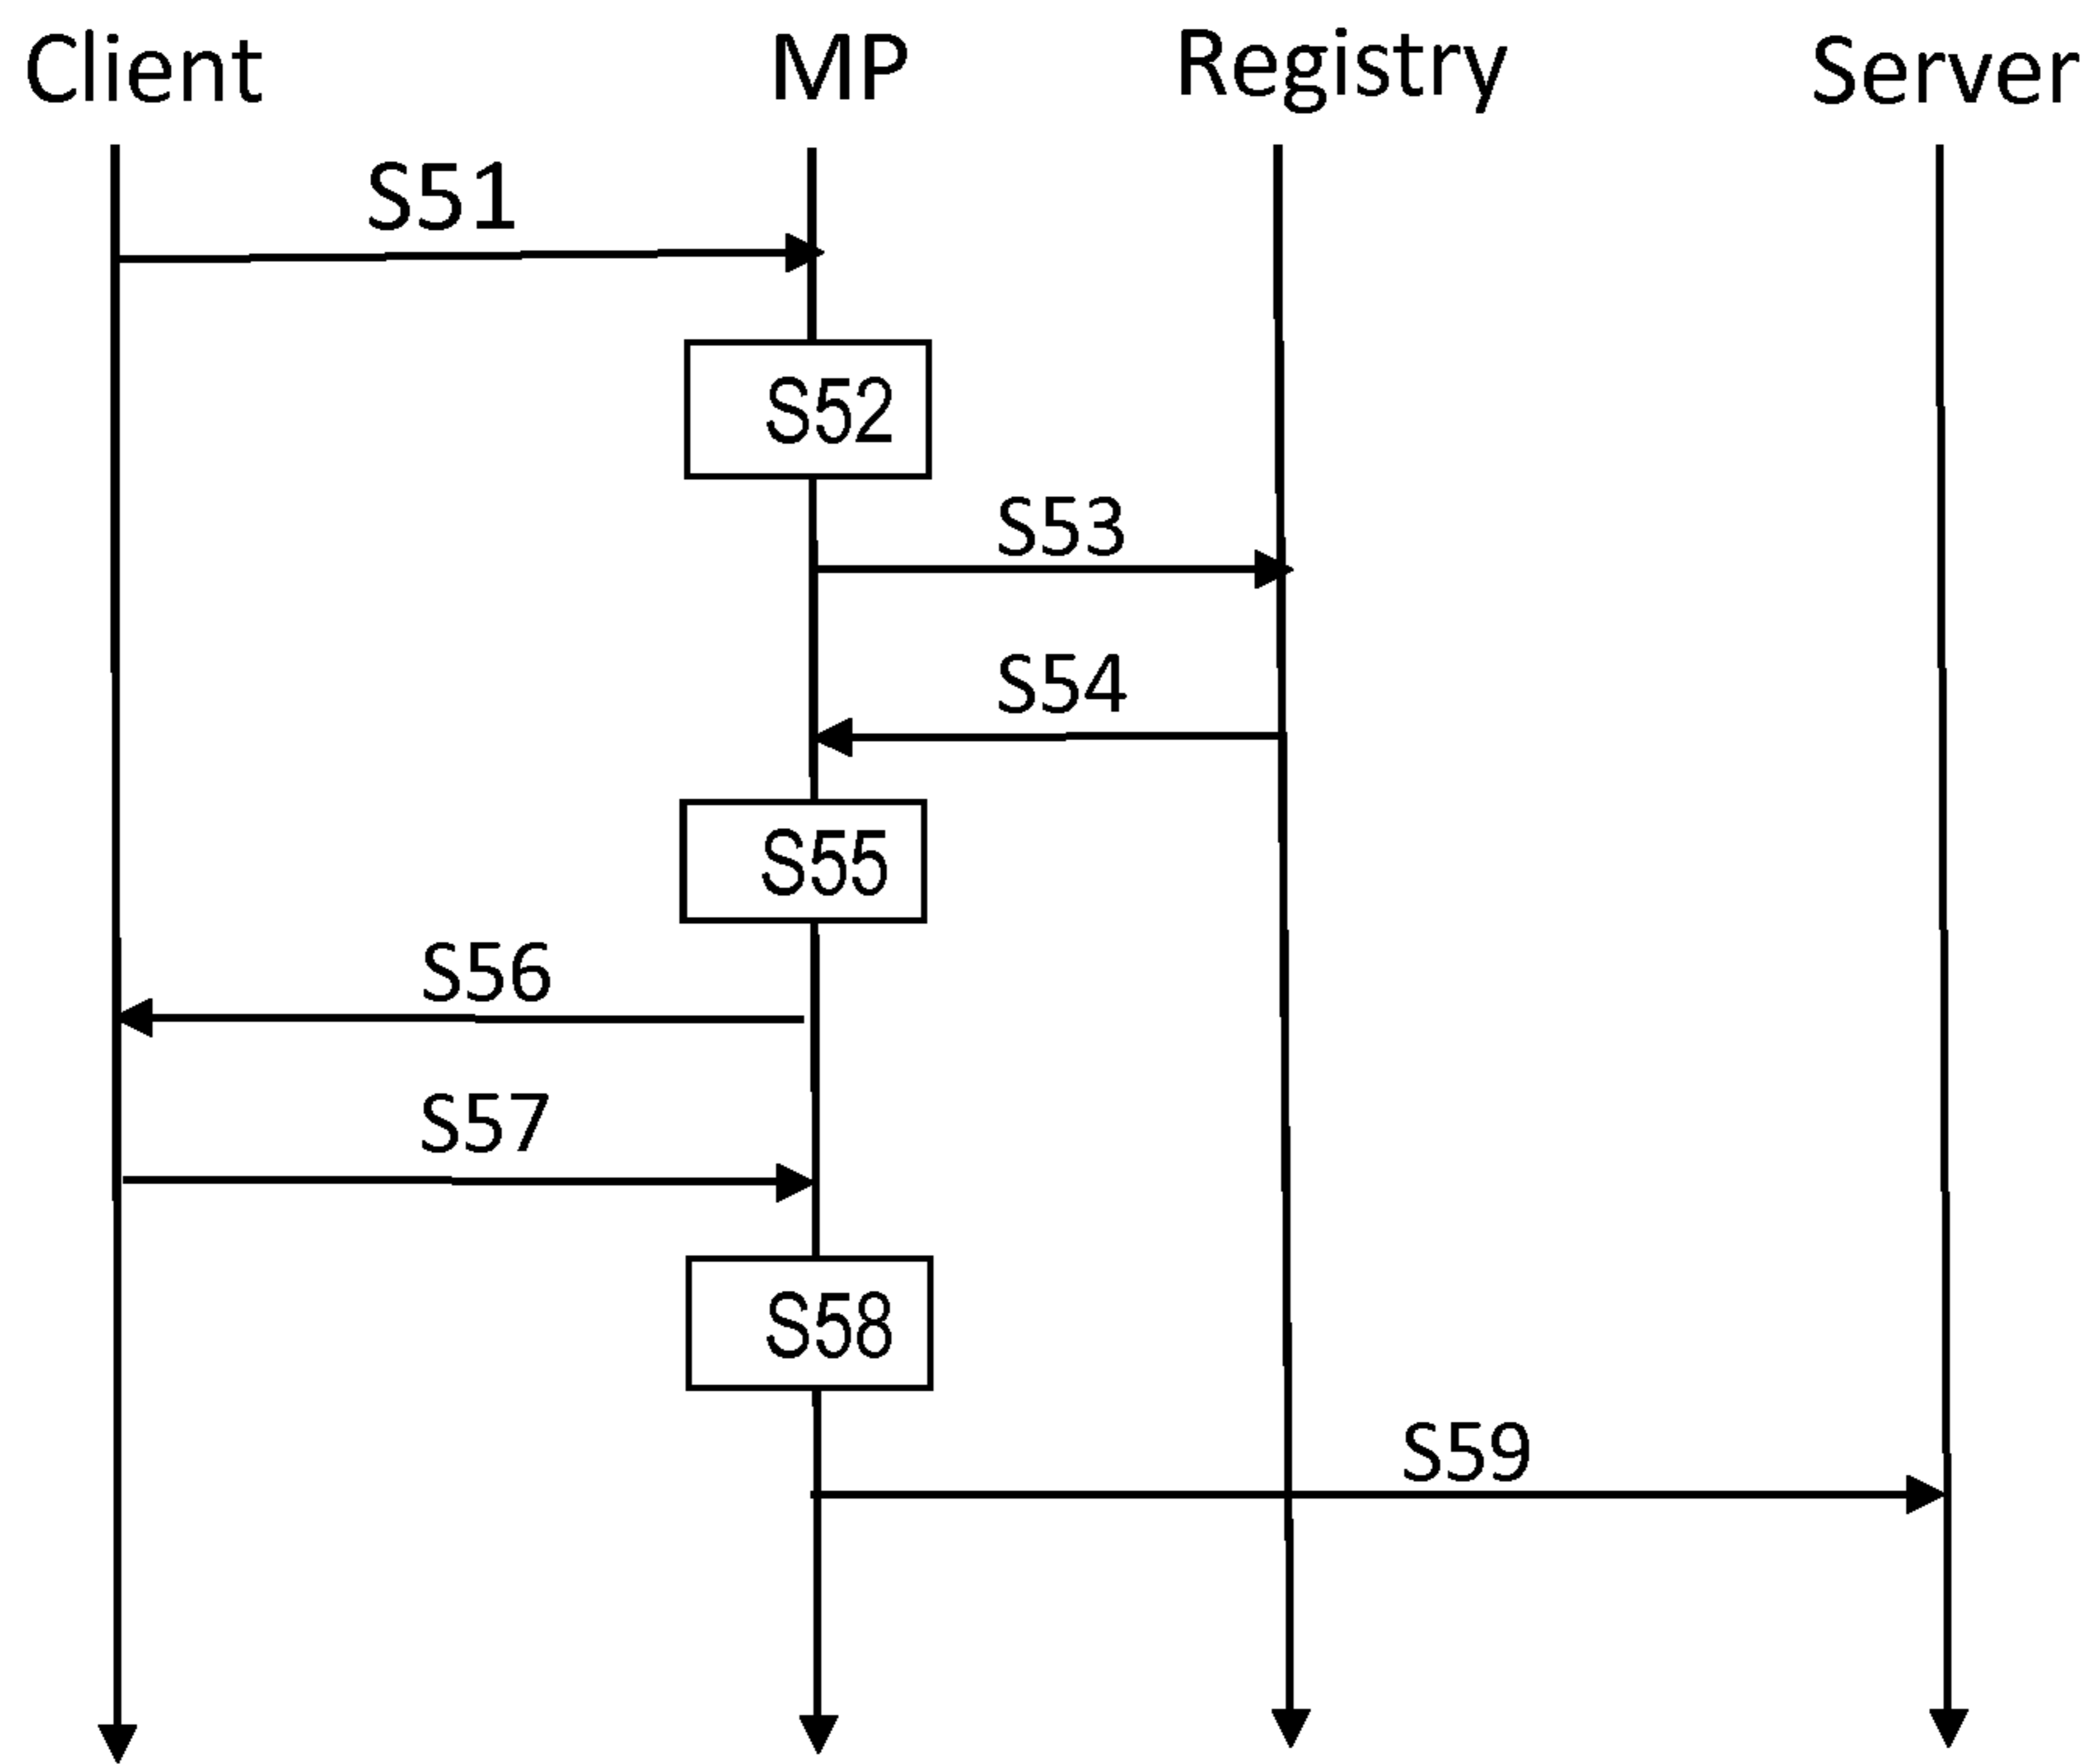 Client MP Registry Server
S51
S52
S53
S54
S55
S56
S57
S58
S59